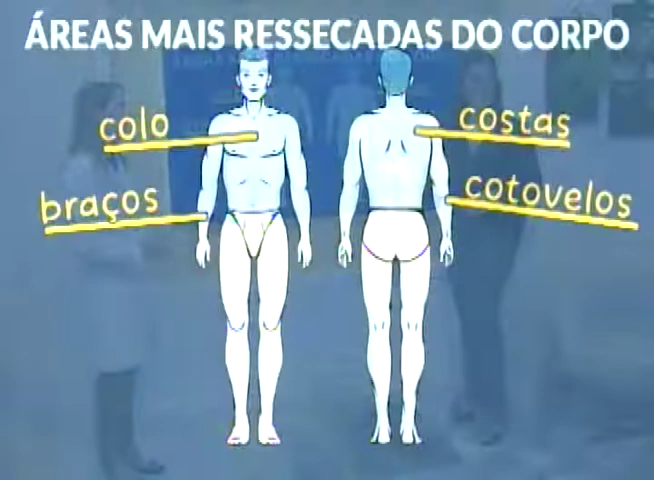 ÁREAS MAIS RESSECADAS DO CORPO
colo
costas
braços
cotovelos